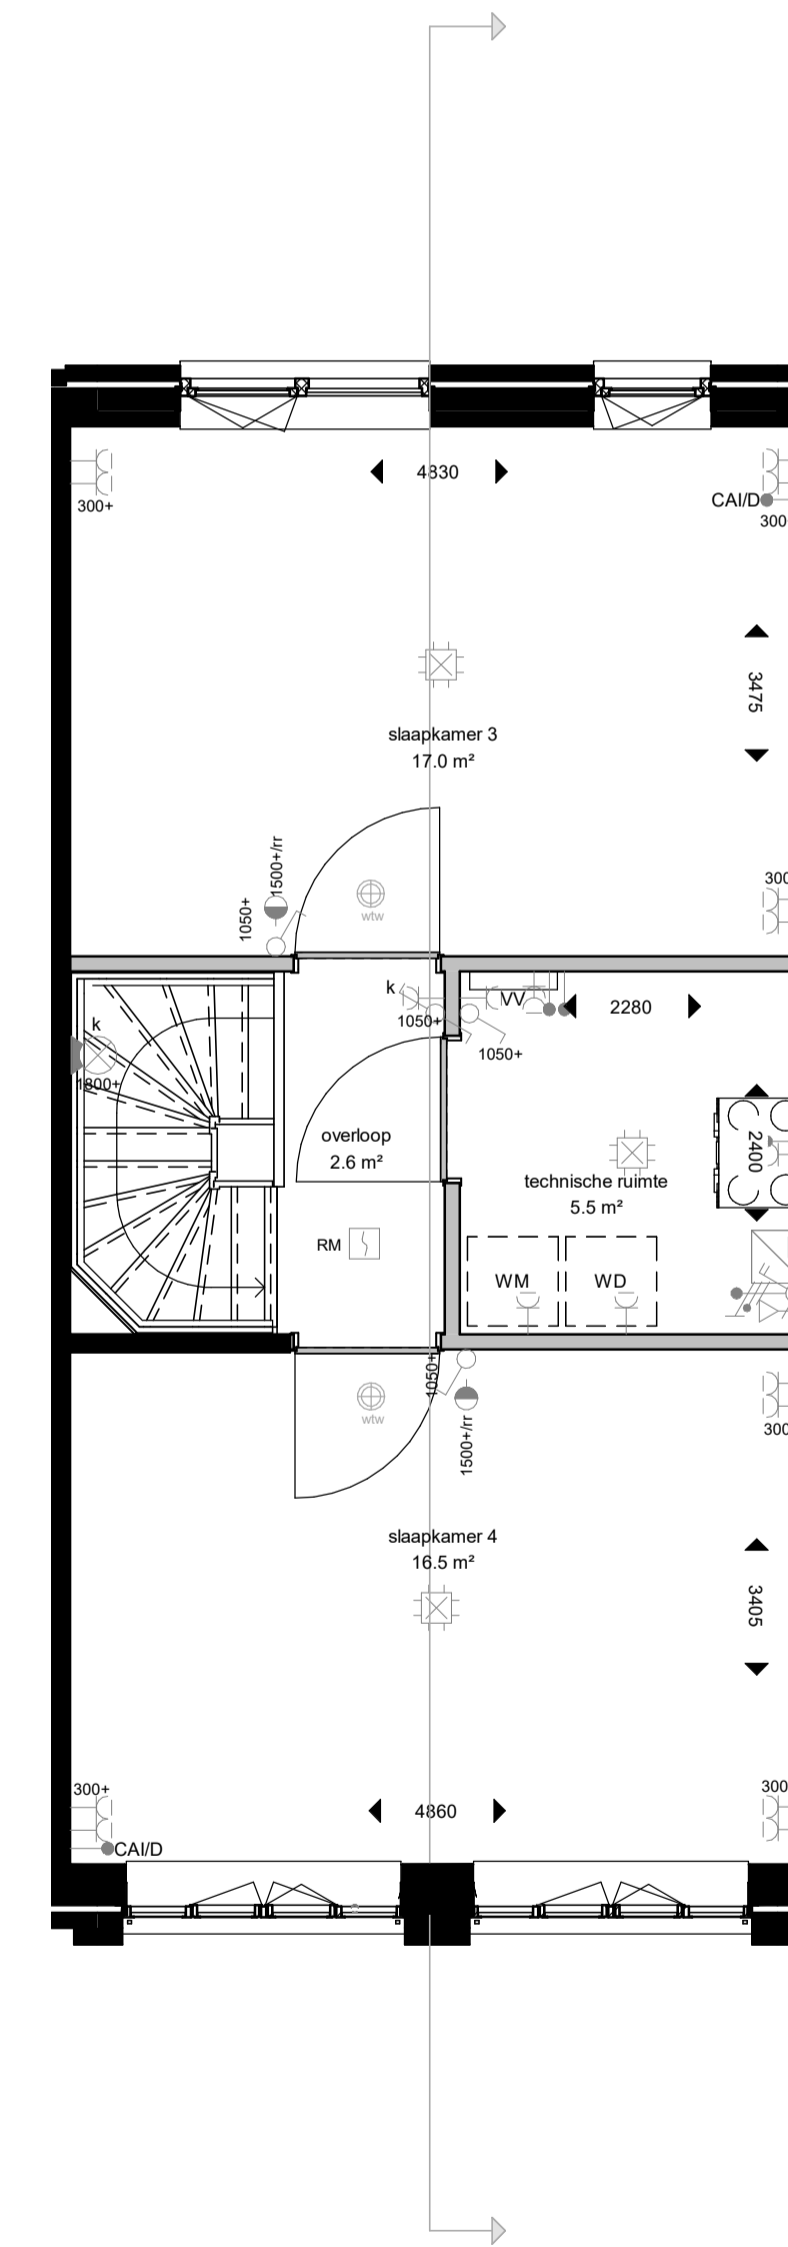 4830
300+
CAI/D
300
3475
slaapkamer 3
17.0 m²
1500+/rr
1050+
300
wtw
k
VV
2280
1050+
1050+
k
1800+
overloop
2.6 m²
2400
technische ruimte
5.5 m²
RM
WM
WD
1050+
wtw
300
1500+/rr
slaapkamer 4
16.5 m²
3405
300+
300
4860
CAI/D